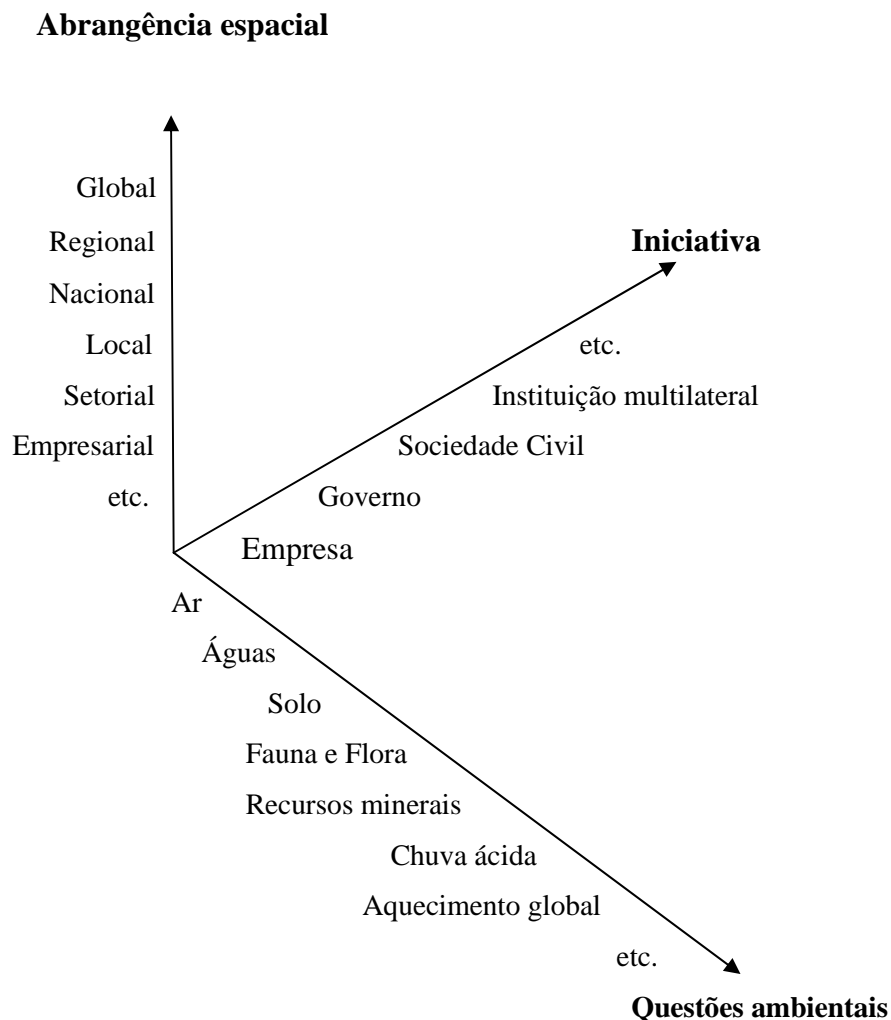 Abrangência espacial
Global
Regional
Iniciativa
Nacional
Local
etc.
Setorial
Instituição multilateral
Empresarial
Sociedade Civil
etc.
Governo
Empresa
Ar
Águas
Solo
Fauna e Flora
Recursos minerais
Chuva ácida
Aquecimento global
etc.
Questões ambientais